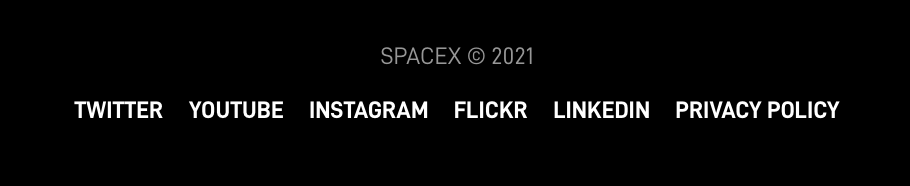 SPACEX © 2021
TWITTER YOUTUBE INSTAGRAM FLICKR LINKEDIN PRIVACY POLICY